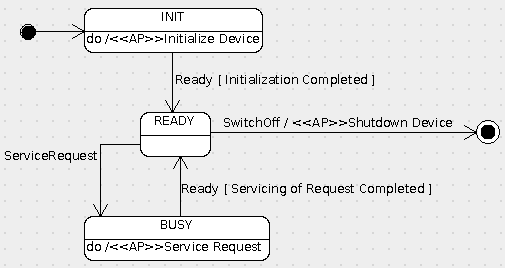 INIT
do /<<AP>>Initialize Device
Ready [ Initialization Completed ]
READY
SwitchOff / <<AP>>Shutdown Device
ServiceRequest
Ready [ Servicing of Request Completed ]
BUSY
do /<<AP>>Service Request